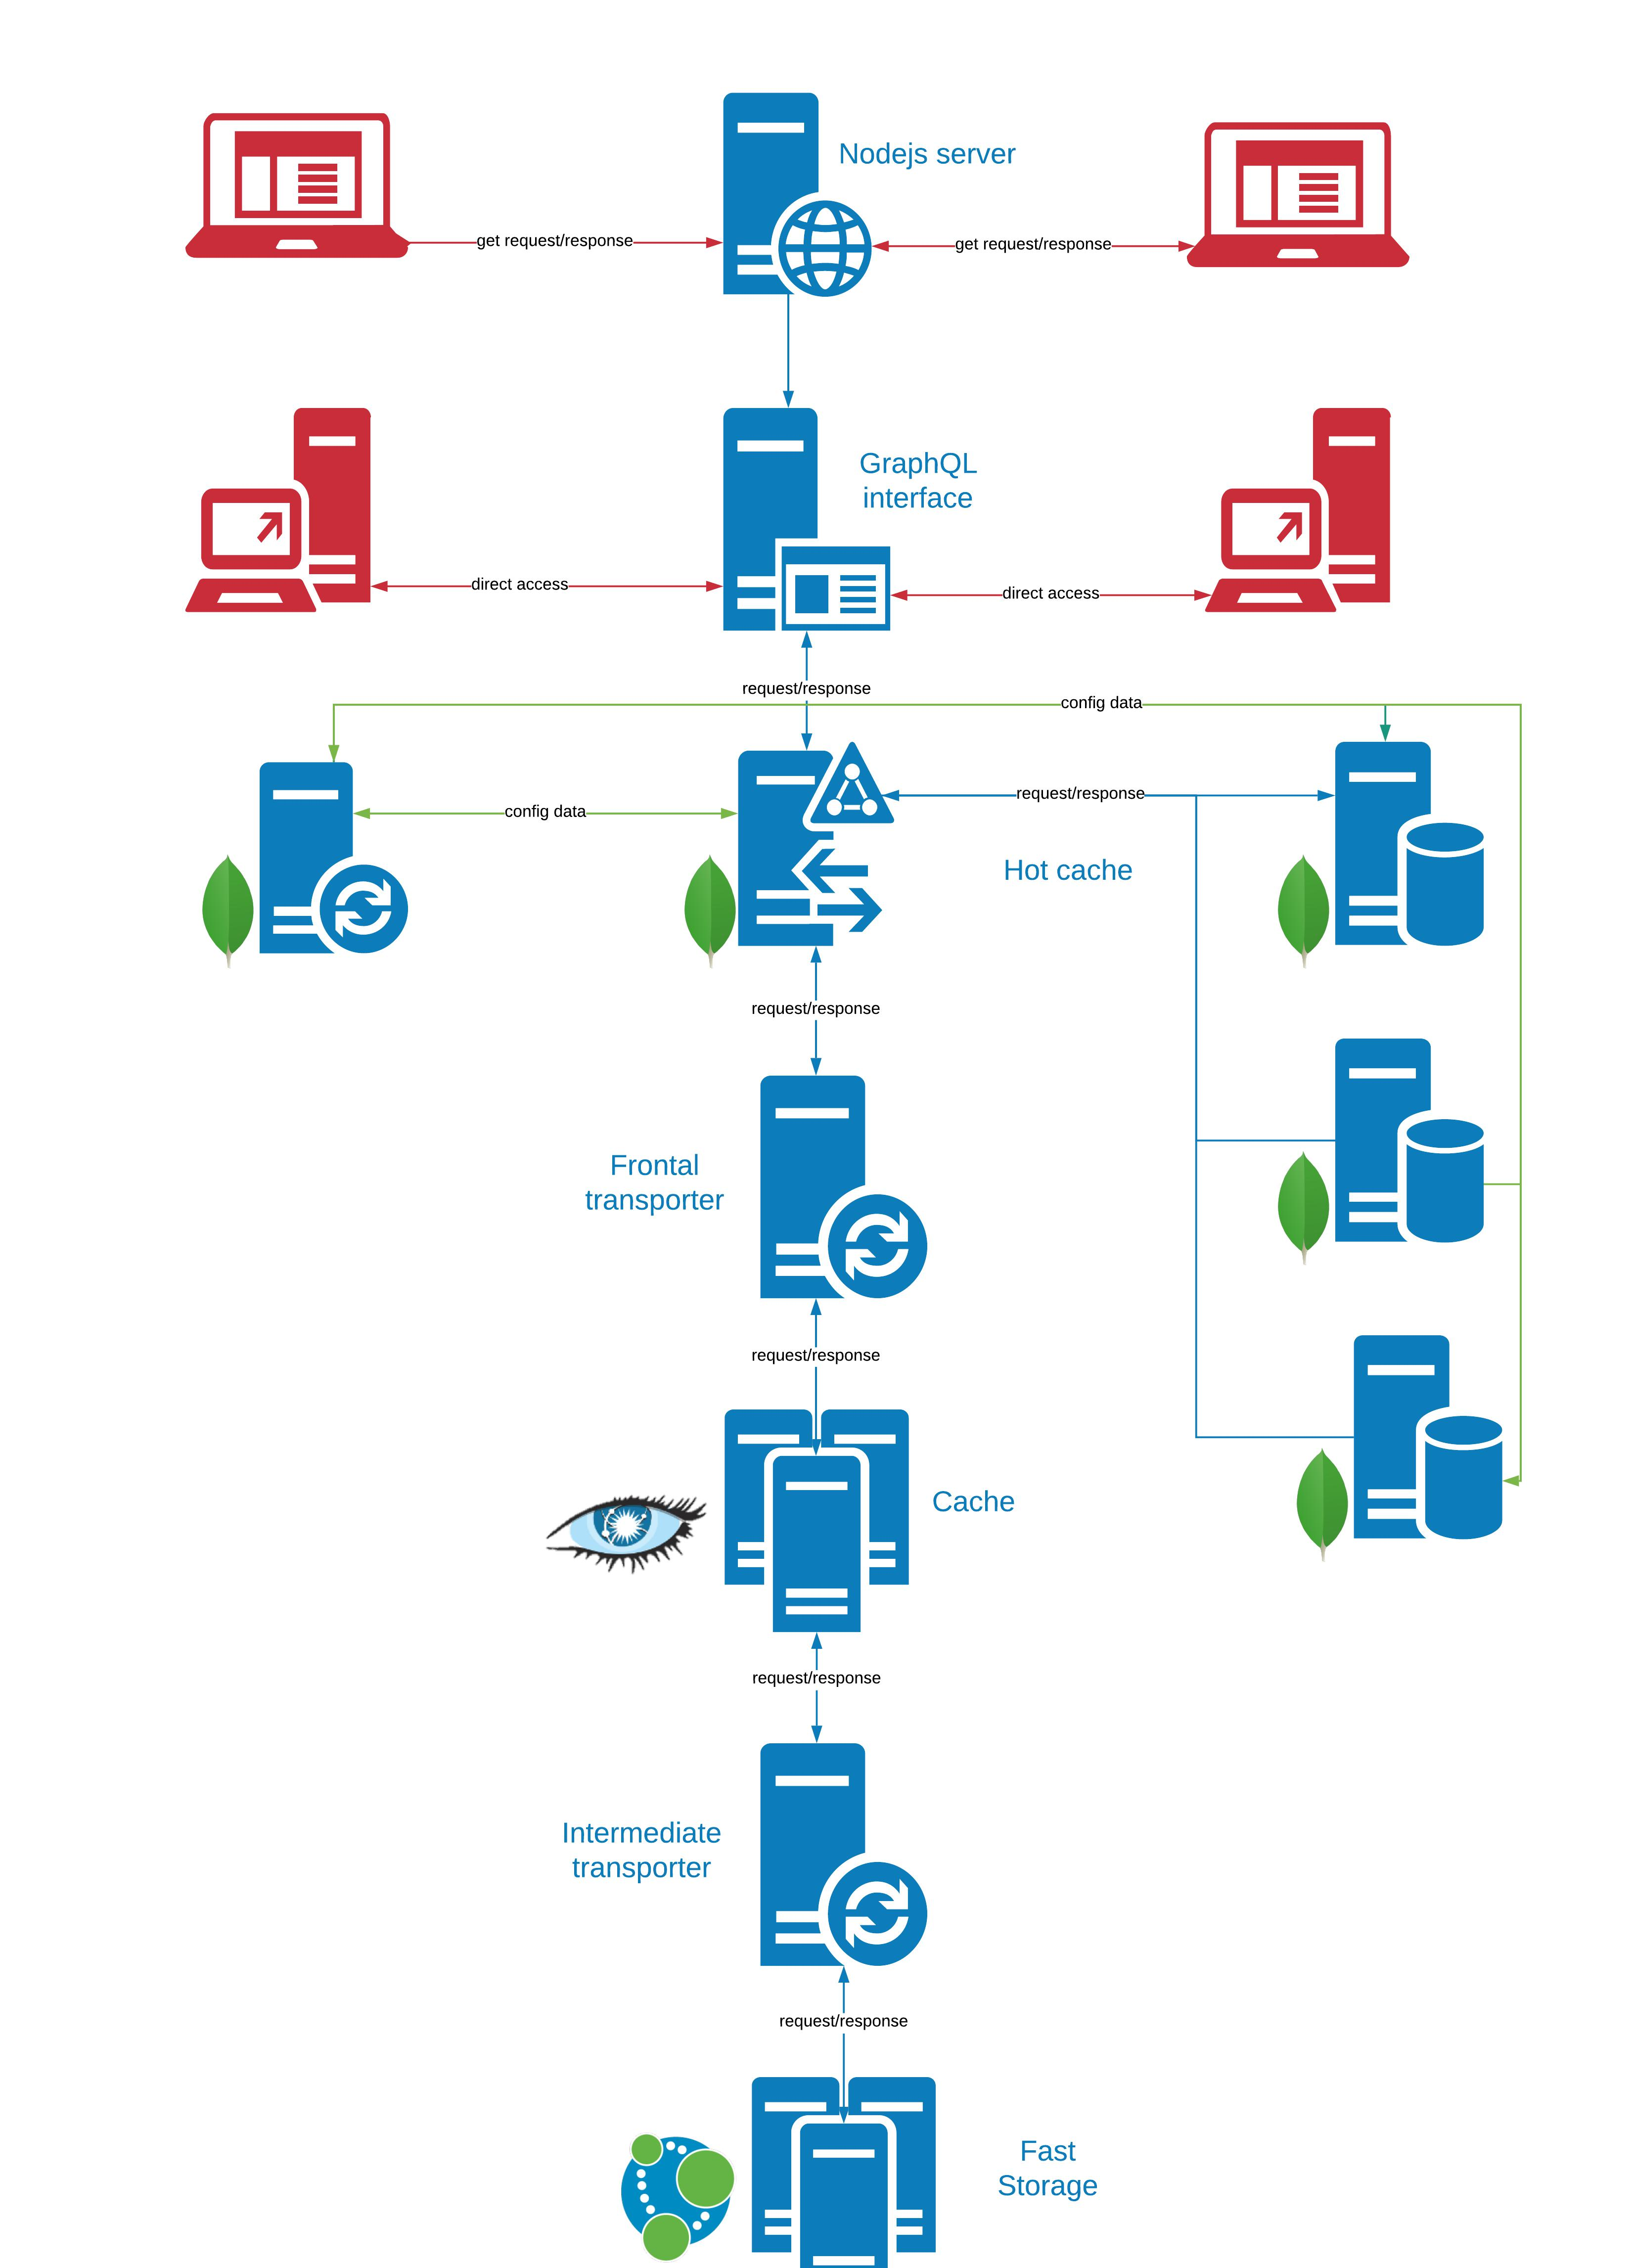 Nodejs server
get request/response
get request/response
GraphQL
interface
direct access
direct access
request/response
config data
request/response
config data
Hot cache
request/response
Frontal
transporter
request/response
Cache
request/response
Intermediate
transporter
request/response
Fast
Storage